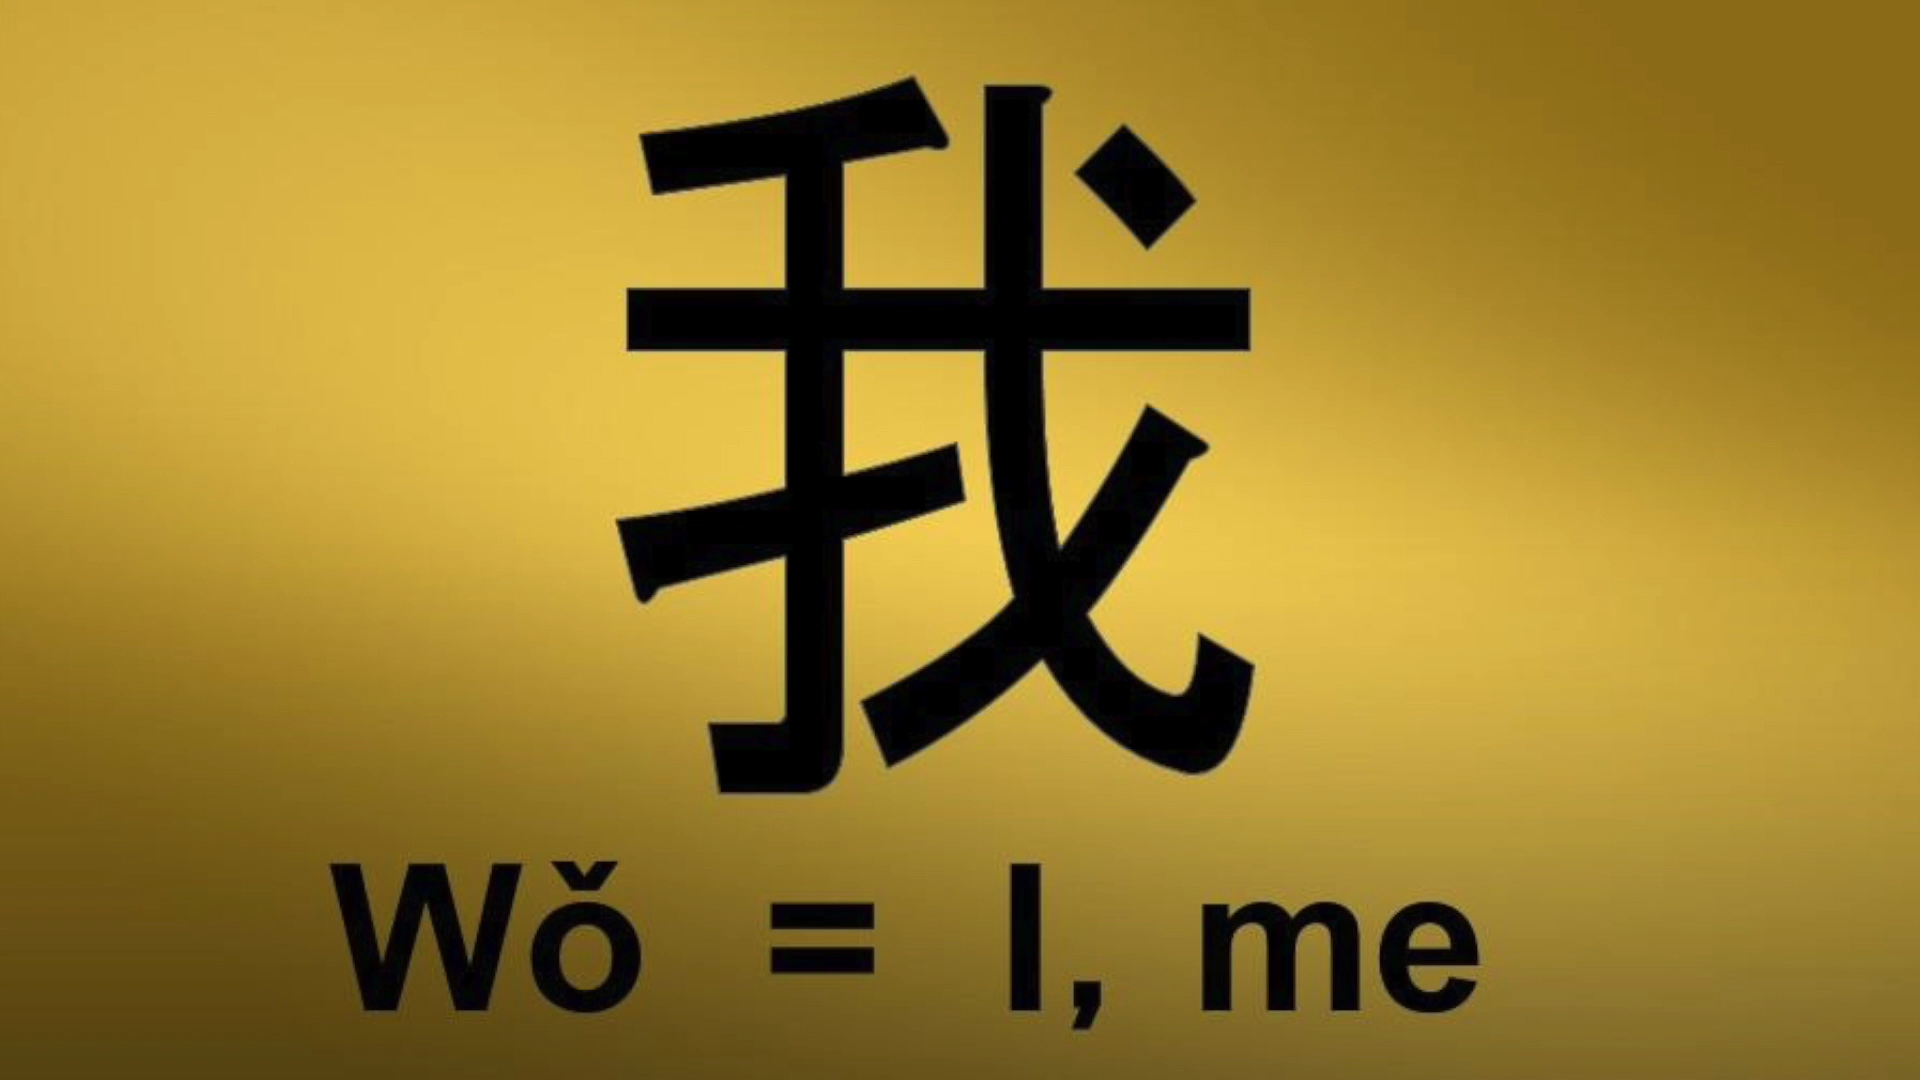 我
Wǒ = I, me